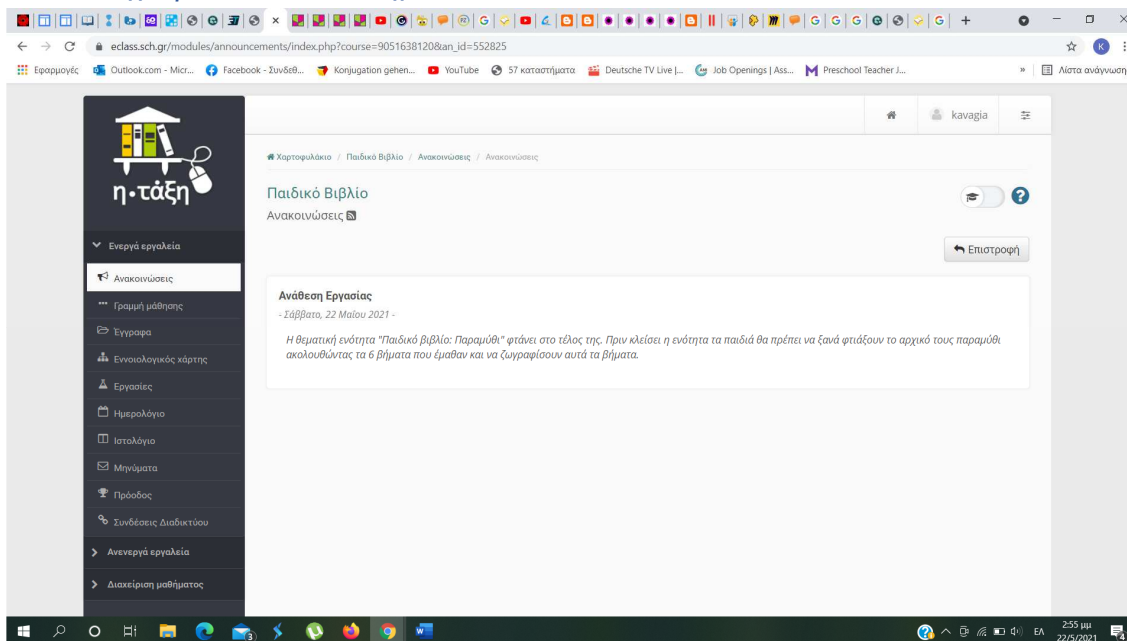 eclass.sch.gr/modules/announcements/index.php?course=9051638120&an_id=552825
K
Εφαρμογές
Outlook.com - Micr...
Facebook - Συνδεθ...
Konjugation gehen...
YouTube
57 καταστήματα
Deutsche TV Live |...
Job Openings | Ass...
Preschool Teacher J...
»
Λίστα ανάγνωση
kavagia
η•τάξη
Χαρτοφυλάκιο / Παιδικό Βιβλίο / Ανακοινώσεις / Ανακοινώσεις
Παιδικό Βιβλίο
Ανακοινώσεις
Επιστροφή
Ενεργά εργαλεία
Ανακοινώσεις
Γραμμή μάθησης
Έγγραφα
Εννοιολογικός χάρτης
Εργασίες
Ημερολόγιο
Ιστολόγιο
Μηνύματα
Πρόοδος
Συνδέσεις Διαδικτύου
Ανενεργά εργαλεία
Διαχείριση μαθήματος
Ανάθεση Εργασίας
- Σάββατο, 22 Μαΐου 2021 -
Η θεματική ενότητα "Παιδικό βιβλίο: Παραμύθι" φτάνει στο τέλος της. Πριν κλείσει η ενότητα τα παιδιά θα πρέπει να ξανά φτιάξουν το αρχικό τους παραμύθι
ακολουθώντας τα 6 βήματα που έμαθαν και να ζωγραφίσουν αυτά τα βήματα.
ΕΛ
2:55 μμ
22/5/2021